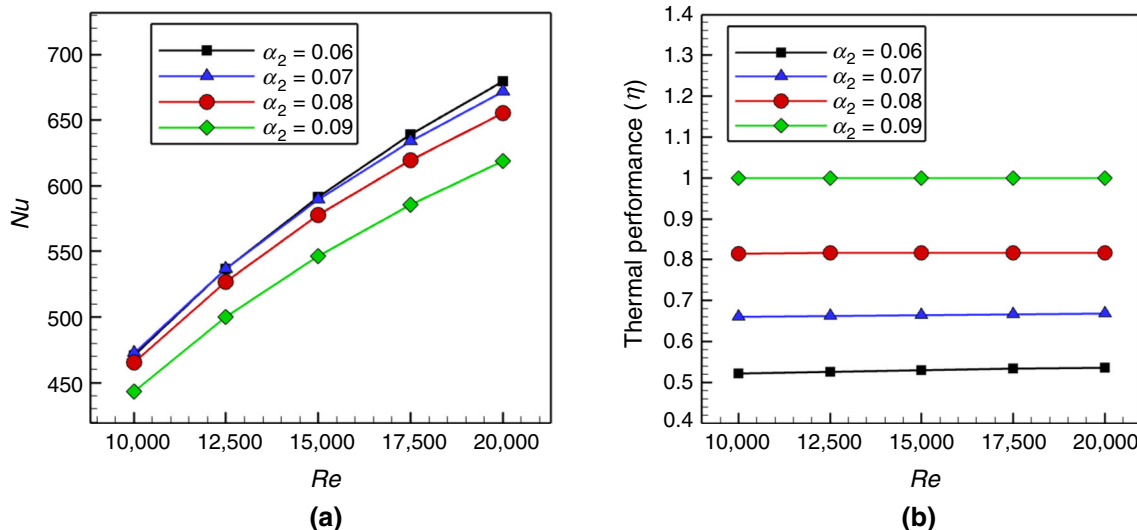 700
650
600
550
500
450
Nu
α2 = 0.06
α2 = 0.07
α2 = 0.08
α2 = 0.09
10,000 12,500 15,000 17,500 20,000
Re
(a)
1.4
1.3
1.2
1.1
1
0.9
0.8
0.7
0.6
0.5
0.4
Thermal performance (η)
α2 = 0.06
α2 = 0.07
α2 = 0.08
α2 = 0.09
10,000 12,500 15,000 17,500 20,000
Re
(b)